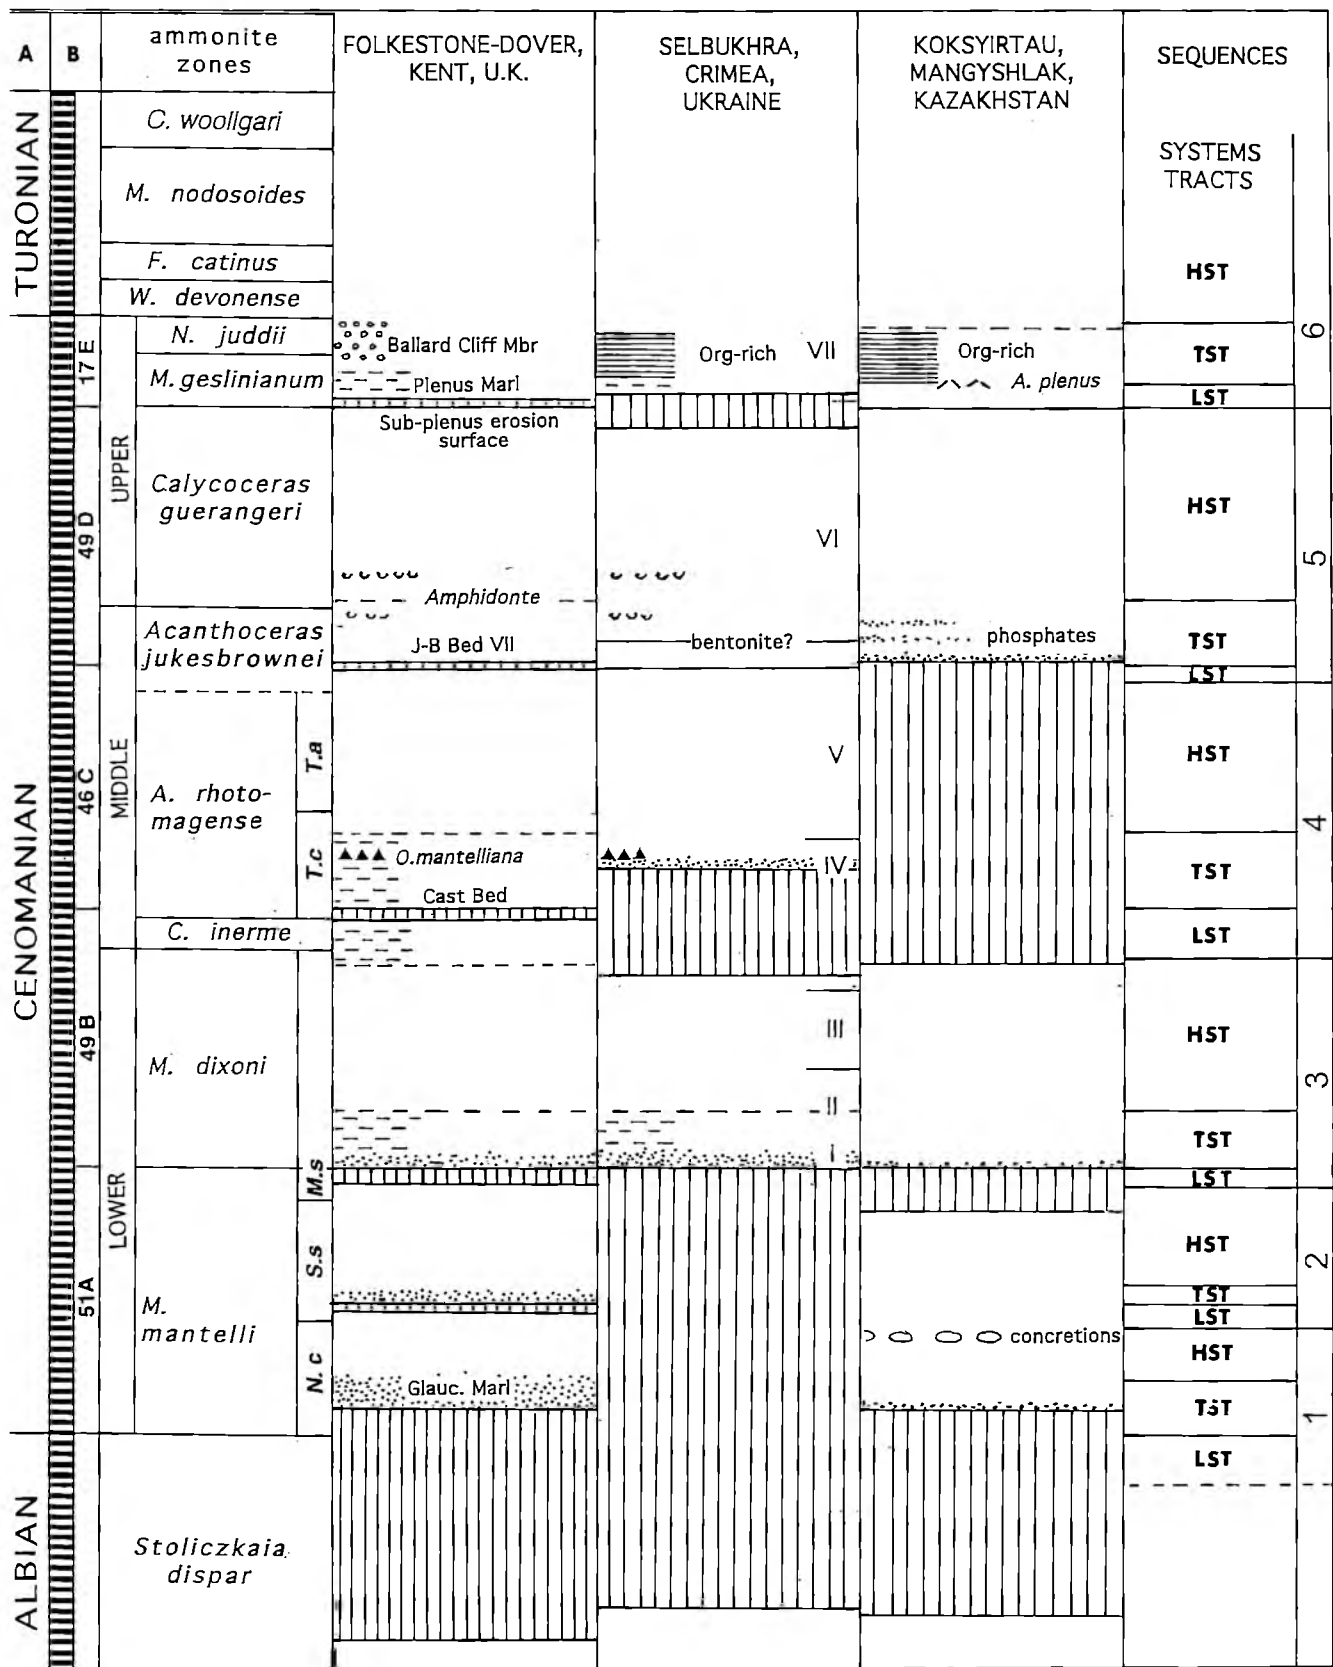 A
B
ammonite
zones
FOLKESTONE-DOVER,
KENT, U.K.
SELBUKHRA,
CRIMEA,
UKRAINE
KOKSYIRTAU,
MANGYSHLAK,
KAZAKHSTAN
SEQUENCES
SYSTEMS
TRACTS
TURONIAN
C. woollgari
M. nodosoides
F. catinus
W. devonense
HST
CENOMANIAN
17 E
UPPER
N. juddii
Ballard Cliff Mbr
Org-rich
VII
Org-rich
TST
6
M. geslinianum
Plenus Marl
A. plenus
LST
Sub-plenus erosion
surface
49 D
Calycoceras
guerangeri
VI
HST
5
Amphidonte
Acanthoceras
jukesbrownei
J-B Bed VII
bentonite?
phosphates
TST
LST
46 C
MIDDLE
A. rhoto-
magense
T.a
V
HST
4
T.c
O.mantelliana
IV
TST
Cast Bed
C. inerme
LST
49 B
M. dixoni
III
HST
3
II
I
TST
LOWER
M.s
LST
51A
M.
mantelli
S.s
HST
2
TST
LST
N.c
concretions
HST
Glauc. Marl
TST
1
ALBIAN
LST
Stoliczkaia
dispar